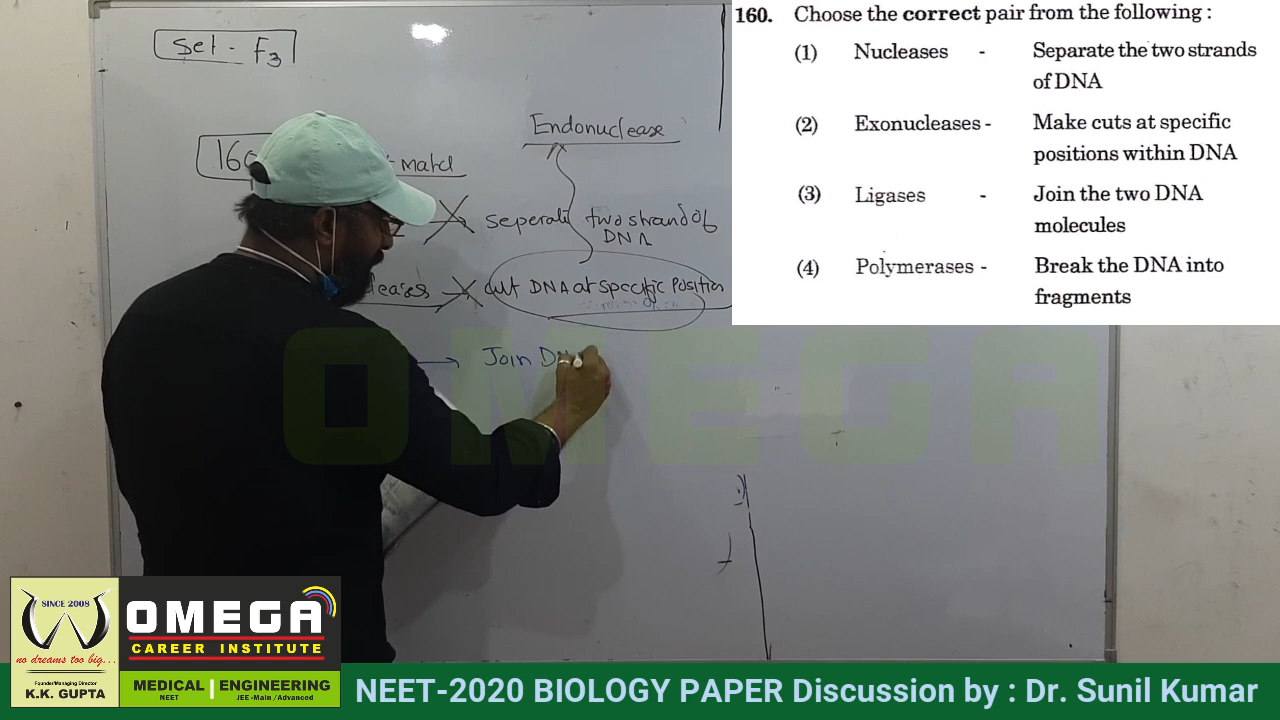 Set - F3
160
Endonuclease
seperate two strand of
DNA
cut DNA at specific Position
Join DN
160. Choose the correct pair from the following :
(1) Nucleases - Separate the two strands
of DNA
(2) Exonucleases - Make cuts at specific
positions within DNA
(3) Ligases - Join the two DNA
molecules
(4) Polymerases - Break the DNA into
fragments
OMEGA
SINCE 2008
no dreams too big...
Founder/Managing Director
K.K. GUPTA
OMEGA
CAREER INSTITUTE
MEDICAL | ENGINEERING
NEET JEE-Main /Advanced
NEET-2020 BIOLOGY PAPER Discussion by : Dr. Sunil Kumar